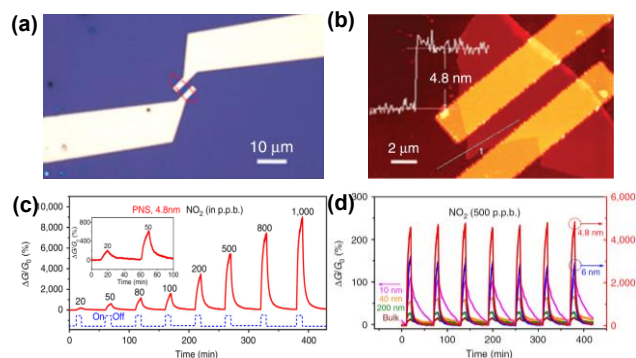 (a)
10 μm
(b)
4.8 nm
2 μm
1
(c)
PNS, 4.8nm NO₂ (in p.p.b.)
ΔG/G₀ (%)
10,000
8,000
6,000
4,000
2,000
0
ΔG/G₀ (%)
800
400
0
20
50
0 20 40 60 80 100
Time (min)
20
50
80
100
200
500
800
1,000
On
Off
0 100 200 300 400
Time (min)
(d)
NO₂ (500 p.p.b.)
ΔG/G₀ (%)
300
200
100
0
10 nm
40 nm
200 nm
Bulk
4.8 nm
6 nm
6,000
4,000
2,000
0
0 100 200 300 400
Time (min)